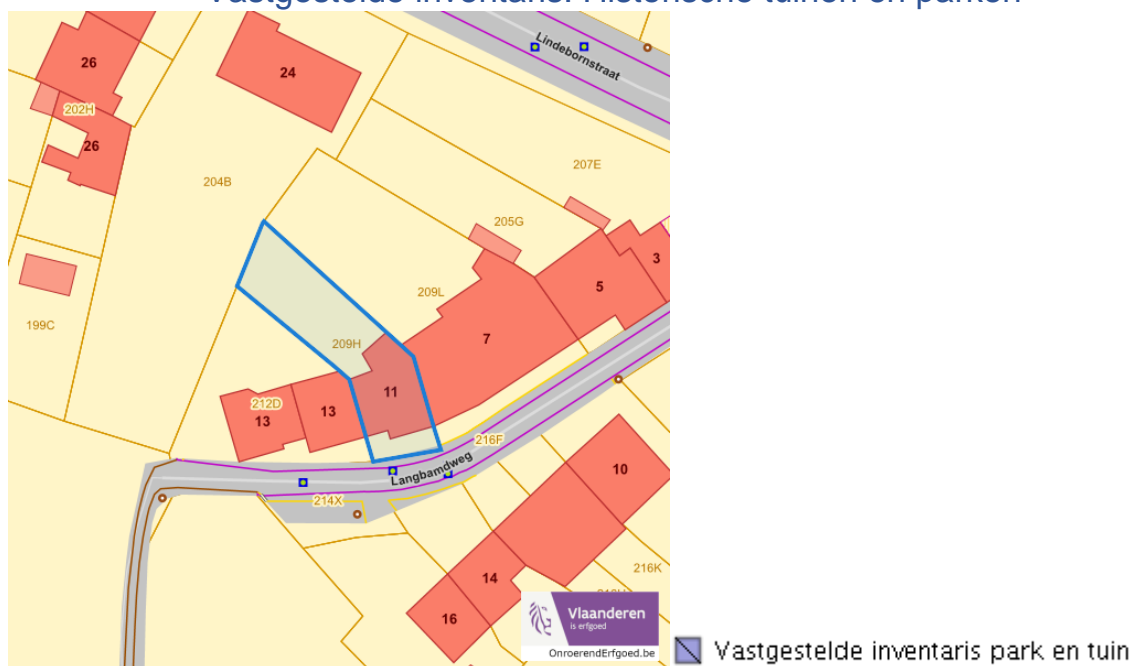 Vastgestelde inventaris: Historische tuinen en parken
Lindebornstraat
26
24
202H
26
207E
204B
205G
3
5
209L
199C
7
209H
11
212D
13
13
216F
Langbamdweg
10
214X
216K
14
16
Vlaanderen
is erfgoed
OnroerendErfgoed.be
Vastgestelde inventaris park en tuin